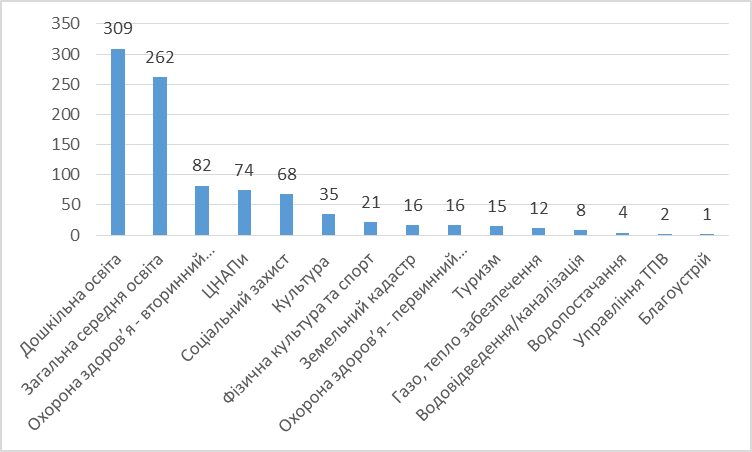 350
300
250
200
150
100
50
0
309
262
82
74
68
35
21
16
16
15
12
8
4
2
1
Дошкільна освіта
Загальна середня освіта
Охорона здоров’я - вторинний...
ЦНАПи
Соціальний захист
Культура
Фізична культура та спорт
Земельний кадастр
Охорона здоров’я - первинний...
Туризм
Газо, тепло забезпечення
Водовідведення/каналізація
Водопостачання
Управління ТПВ
Благоустрій